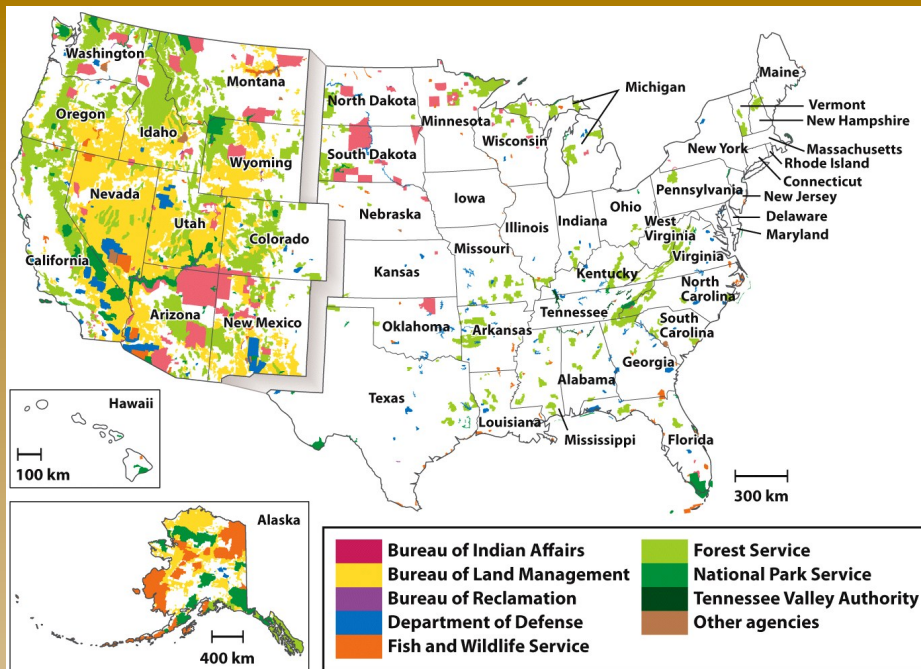 Washington
Montana
Oregon
Idaho
Wyoming
Nevada
Utah
Colorado
California
Arizona
New Mexico
North Dakota
Minnesota
South Dakota
Wisconsin
Michigan
Nebraska
Iowa
Illinois
Indiana
Ohio
Kansas
Missouri
Kentucky
West
Virginia
Virginia
Oklahoma
Arkansas
Tennessee
North
Carolina
South
Carolina
Texas
Louisiana
Mississippi
Alabama
Georgia
Florida
Maine
Vermont
New Hampshire
New York
Massachusetts
Rhode Island
Connecticut
Pennsylvania
New Jersey
Delaware
Maryland
300 km
Hawaii
100 km
Alaska
400 km
Bureau of Indian Affairs
Bureau of Land Management
Bureau of Reclamation
Department of Defense
Fish and Wildlife Service
Forest Service
National Park Service
Tennessee Valley Authority
Other agencies